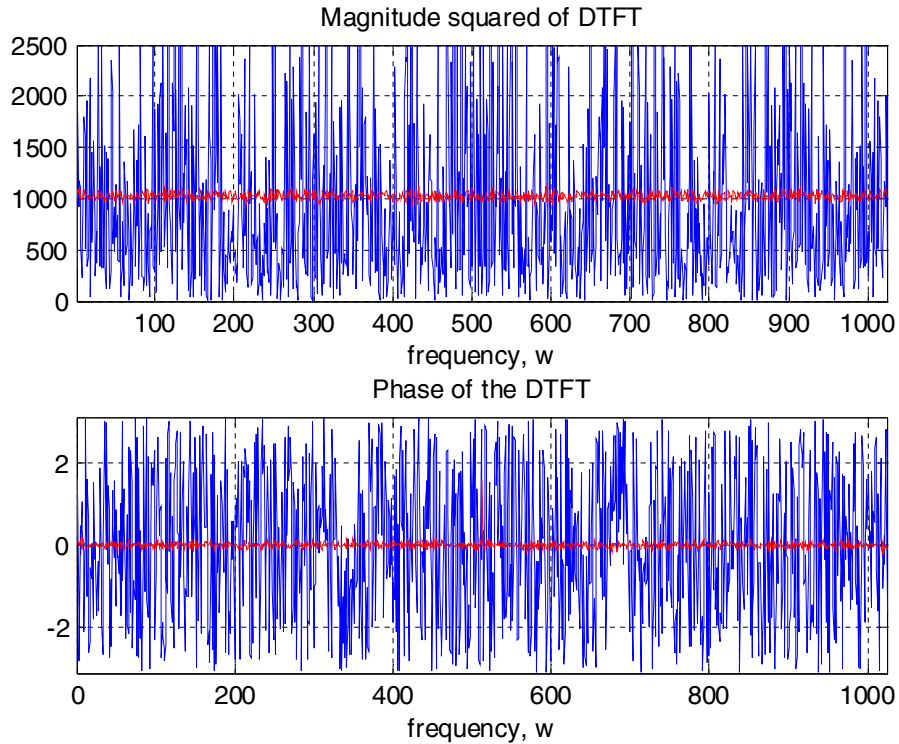 Magnitude squared of DTFT
2500
2000
1500
1000
500
0
100 200 300 400 500 600 700 800 900 1000
frequency, w
Phase of the DTFT
2
0
-2
0 200 400 600 800 1000
frequency, w